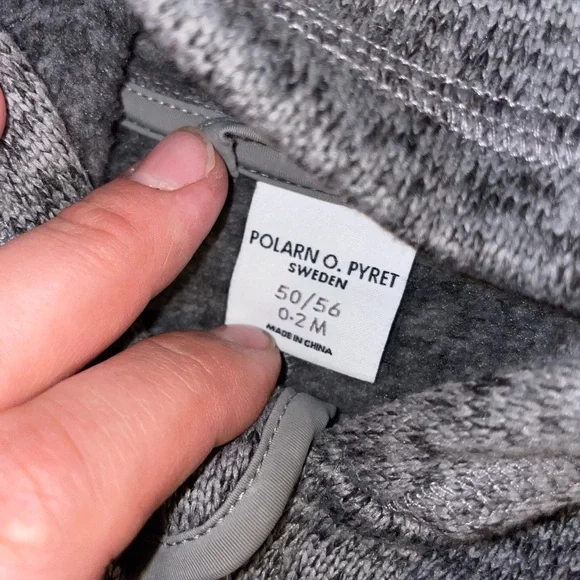 POLARN O. PYRET
SWEDEN
50/56
0-2 M
MADE IN CHINA